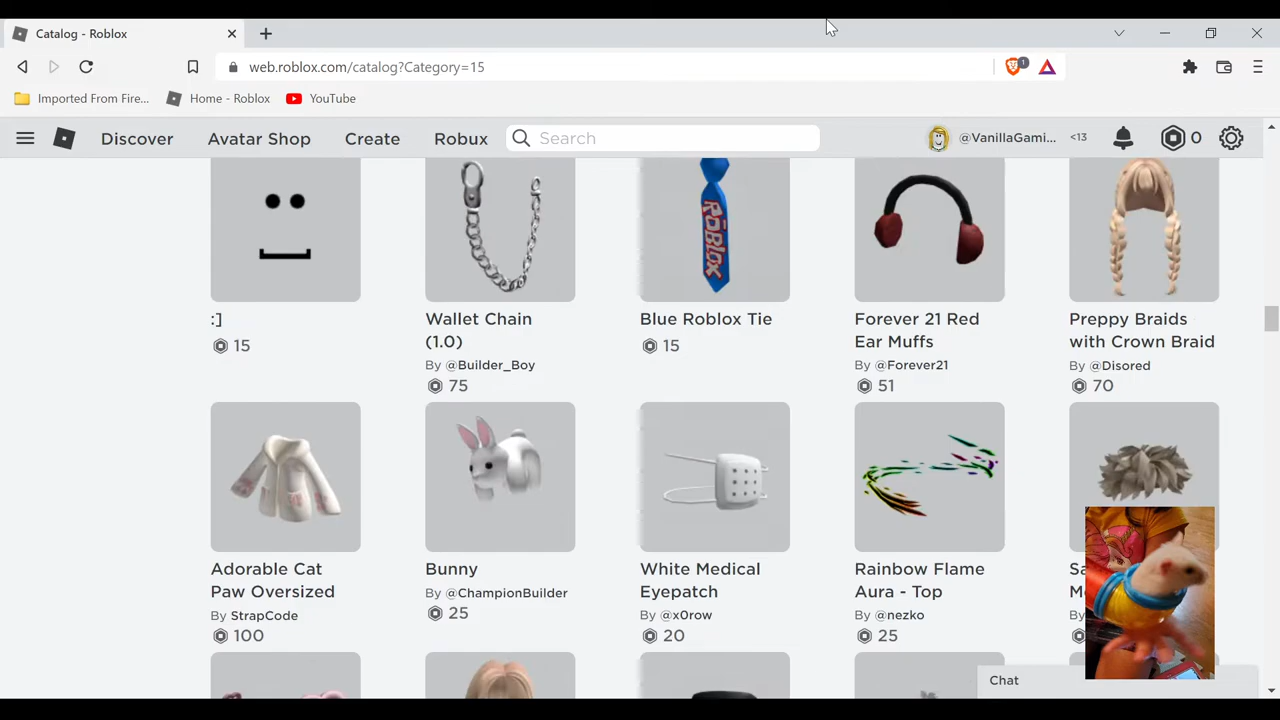 Catalog - Roblox
web.roblox.com/catalog?Category=15
1
Imported From Fire... Home - Roblox YouTube
Discover Avatar Shop Create Robux Search @VanillaGami... <13 0
ROBLOX
:]
15
Wallet Chain
(1.0)
By @Builder_Boy
75
Blue Roblox Tie
15
Forever 21 Red
Ear Muffs
By @Forever21
51
Preppy Braids
with Crown Braid
By @Disored
70
Adorable Cat
Paw Oversized
By StrapCode
100
Bunny
By @ChampionBuilder
25
White Medical
Eyepatch
By @x0row
20
Rainbow Flame
Aura - Top
By @nezko
25
By
Chat